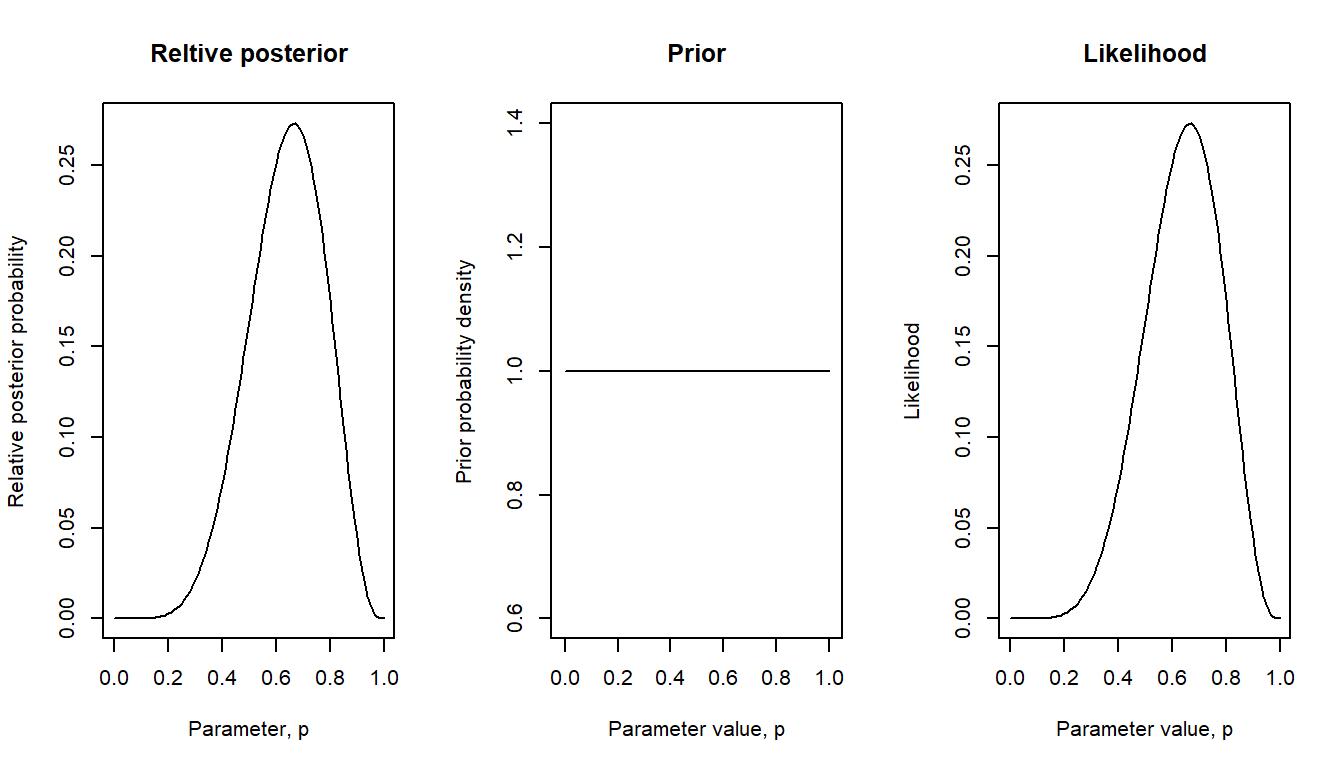 Reltive posterior
Relative posterior probability
0.25
0.20
0.15
0.10
0.05
0.00
0.0 0.2 0.4 0.6 0.8 1.0
Parameter, p
Prior
Prior probability density
1.4
1.2
1.0
0.8
0.6
0.0 0.2 0.4 0.6 0.8 1.0
Parameter value, p
Likelihood
Likelihood
0.25
0.20
0.15
0.10
0.05
0.00
0.0 0.2 0.4 0.6 0.8 1.0
Parameter value, p